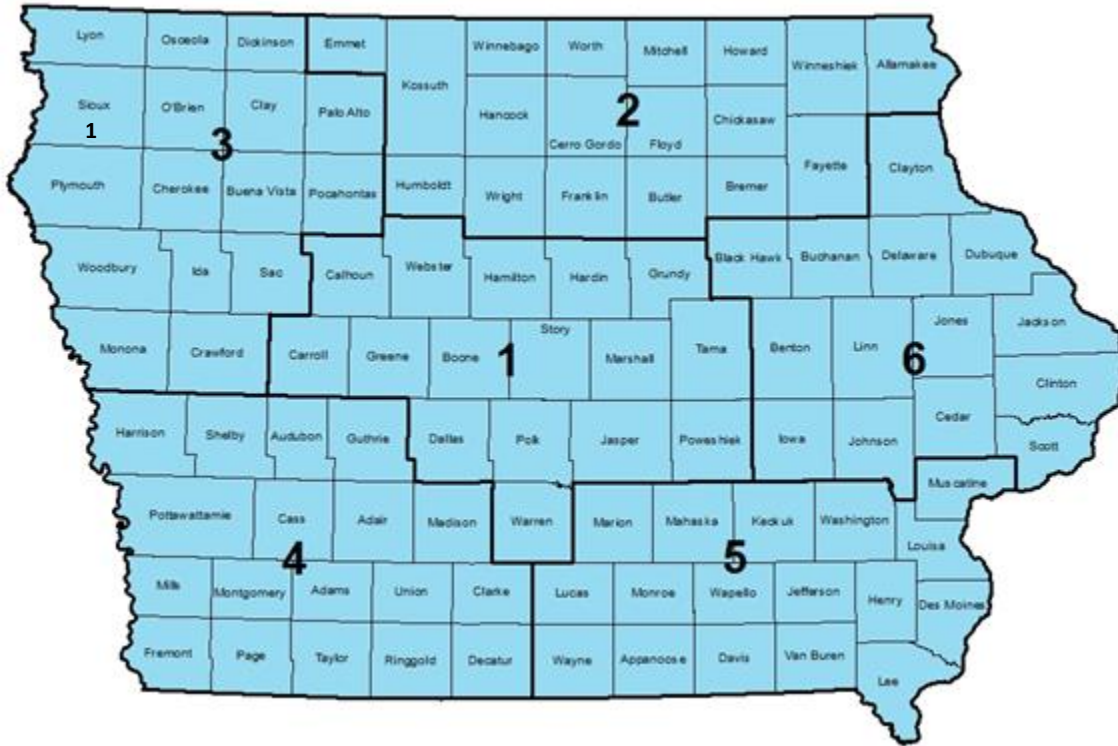 Lyon Osceola Dickinson Emmet Winnebago Worth Mitchell Howard Winneshiek Allamakee
Kossuth
Sioux O'Brien Clay Palo Alto Hancock 2 Chickasaw
1 3 Cerro Gordo Floyd
Plymouth Cherokee Buena Vista Pocahontas Humboldt Wright Franklin Butler Bremer Fayette Clayton
Woodbury Ida Sac Calhoun Webster Hamilton Hardin Grundy Black Hawk Buchanan Delaware Dubuque
Monona Crawford Carroll Greene Boone 1 Story Marshall Tama Benton Linn 6 Jones Jackson
Clinton
Harrison Shelby Audubon Guthrie Dallas Polk Jasper Poweshiek Iowa Johnson Cedar Scott
Muscatine
Pottawattamie Cass Adair Madison Warren Marion Mahaska Keokuk Washington Louisa
4 5
Mills Montgomery Adams Union Clarke Lucas Monroe Wapello Jefferson Henry Des Moines
Fremont Page Taylor Ringgold Decatur Wayne Appanoose Davis Van Buren Lee